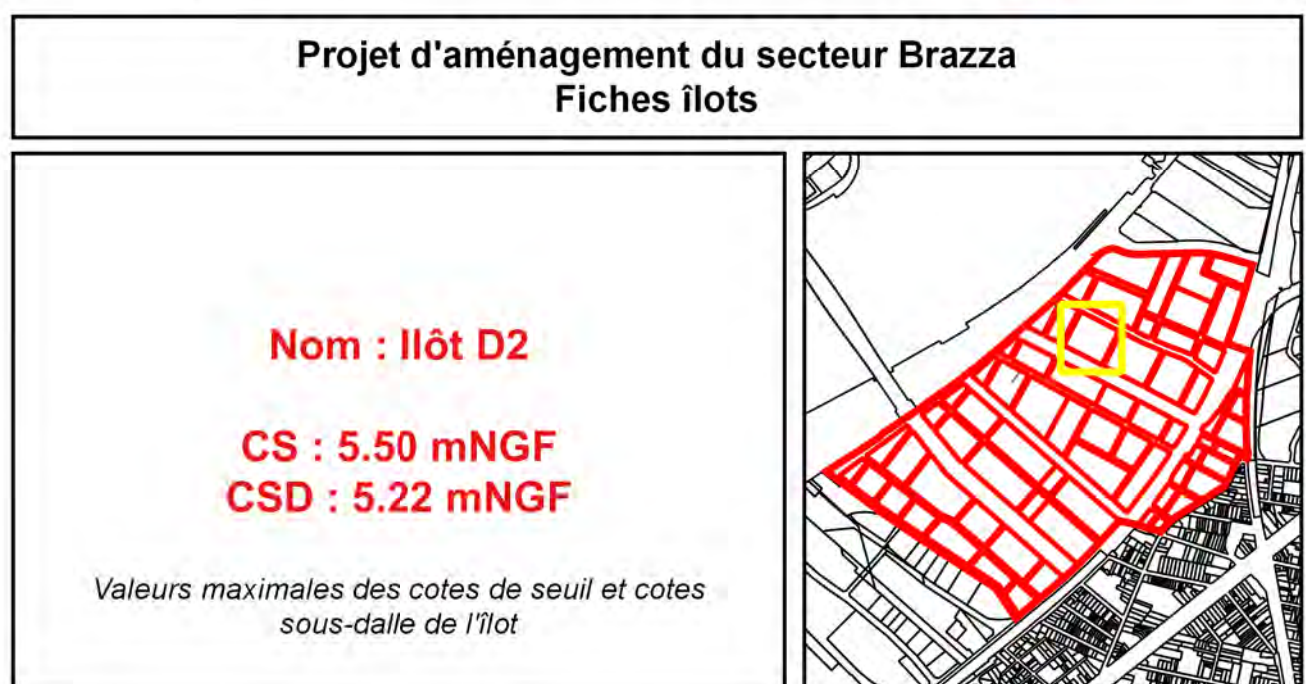 Projet d'aménagement du secteur Brazza
Fiches îlots
Nom : Ilôt D2
CS : 5.50 mNGF
CSD : 5.22 mNGF
Valeurs maximales des cotes de seuil et cotes
sous-dalle de l'îlot